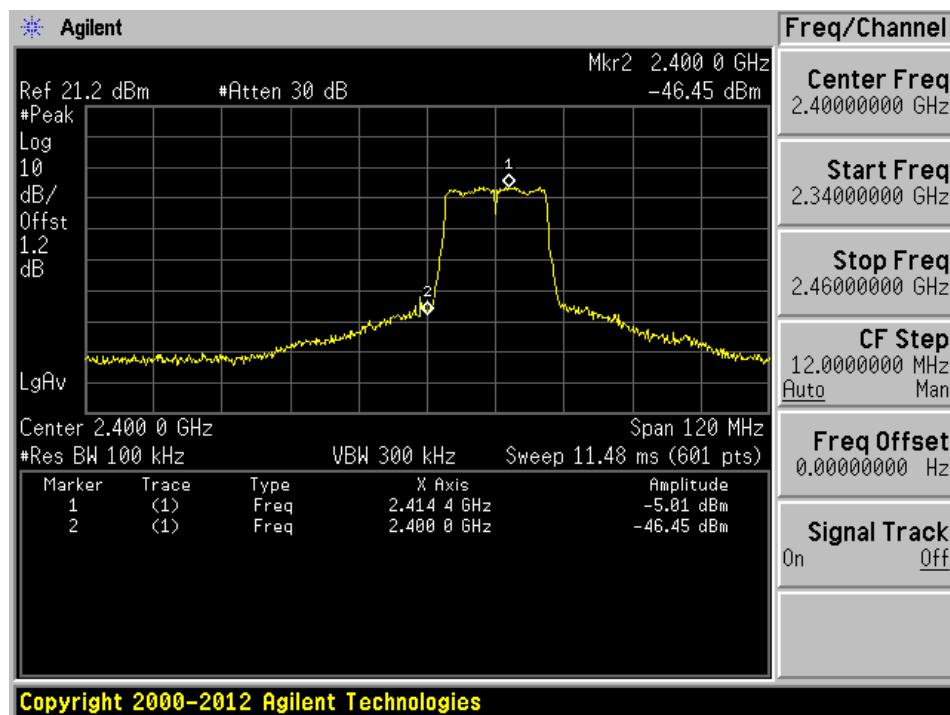 Agilent
Freq/Channel
Mkr2 2.400 0 GHz
Ref 21.2 dBm #Atten 30 dB -46.45 dBm
#Peak
Log
10
dB/
Offst
1.2
dB
1
2
LgAv
Center 2.400 0 GHz Span 120 MHz
#Res BW 100 kHz VBW 300 kHz Sweep 11.48 ms (601 pts)
Marker Trace Type X Axis Amplitude
1 (1) Freq 2.414 4 GHz -5.01 dBm
2 (1) Freq 2.400 0 GHz -46.45 dBm
Center Freq
2.40000000 GHz
Start Freq
2.34000000 GHz
Stop Freq
2.46000000 GHz
CF Step
12.0000000 MHz
Auto Man
Freq Offset
0.00000000 Hz
Signal Track
On Off
Copyright 2000-2012 Agilent Technologies